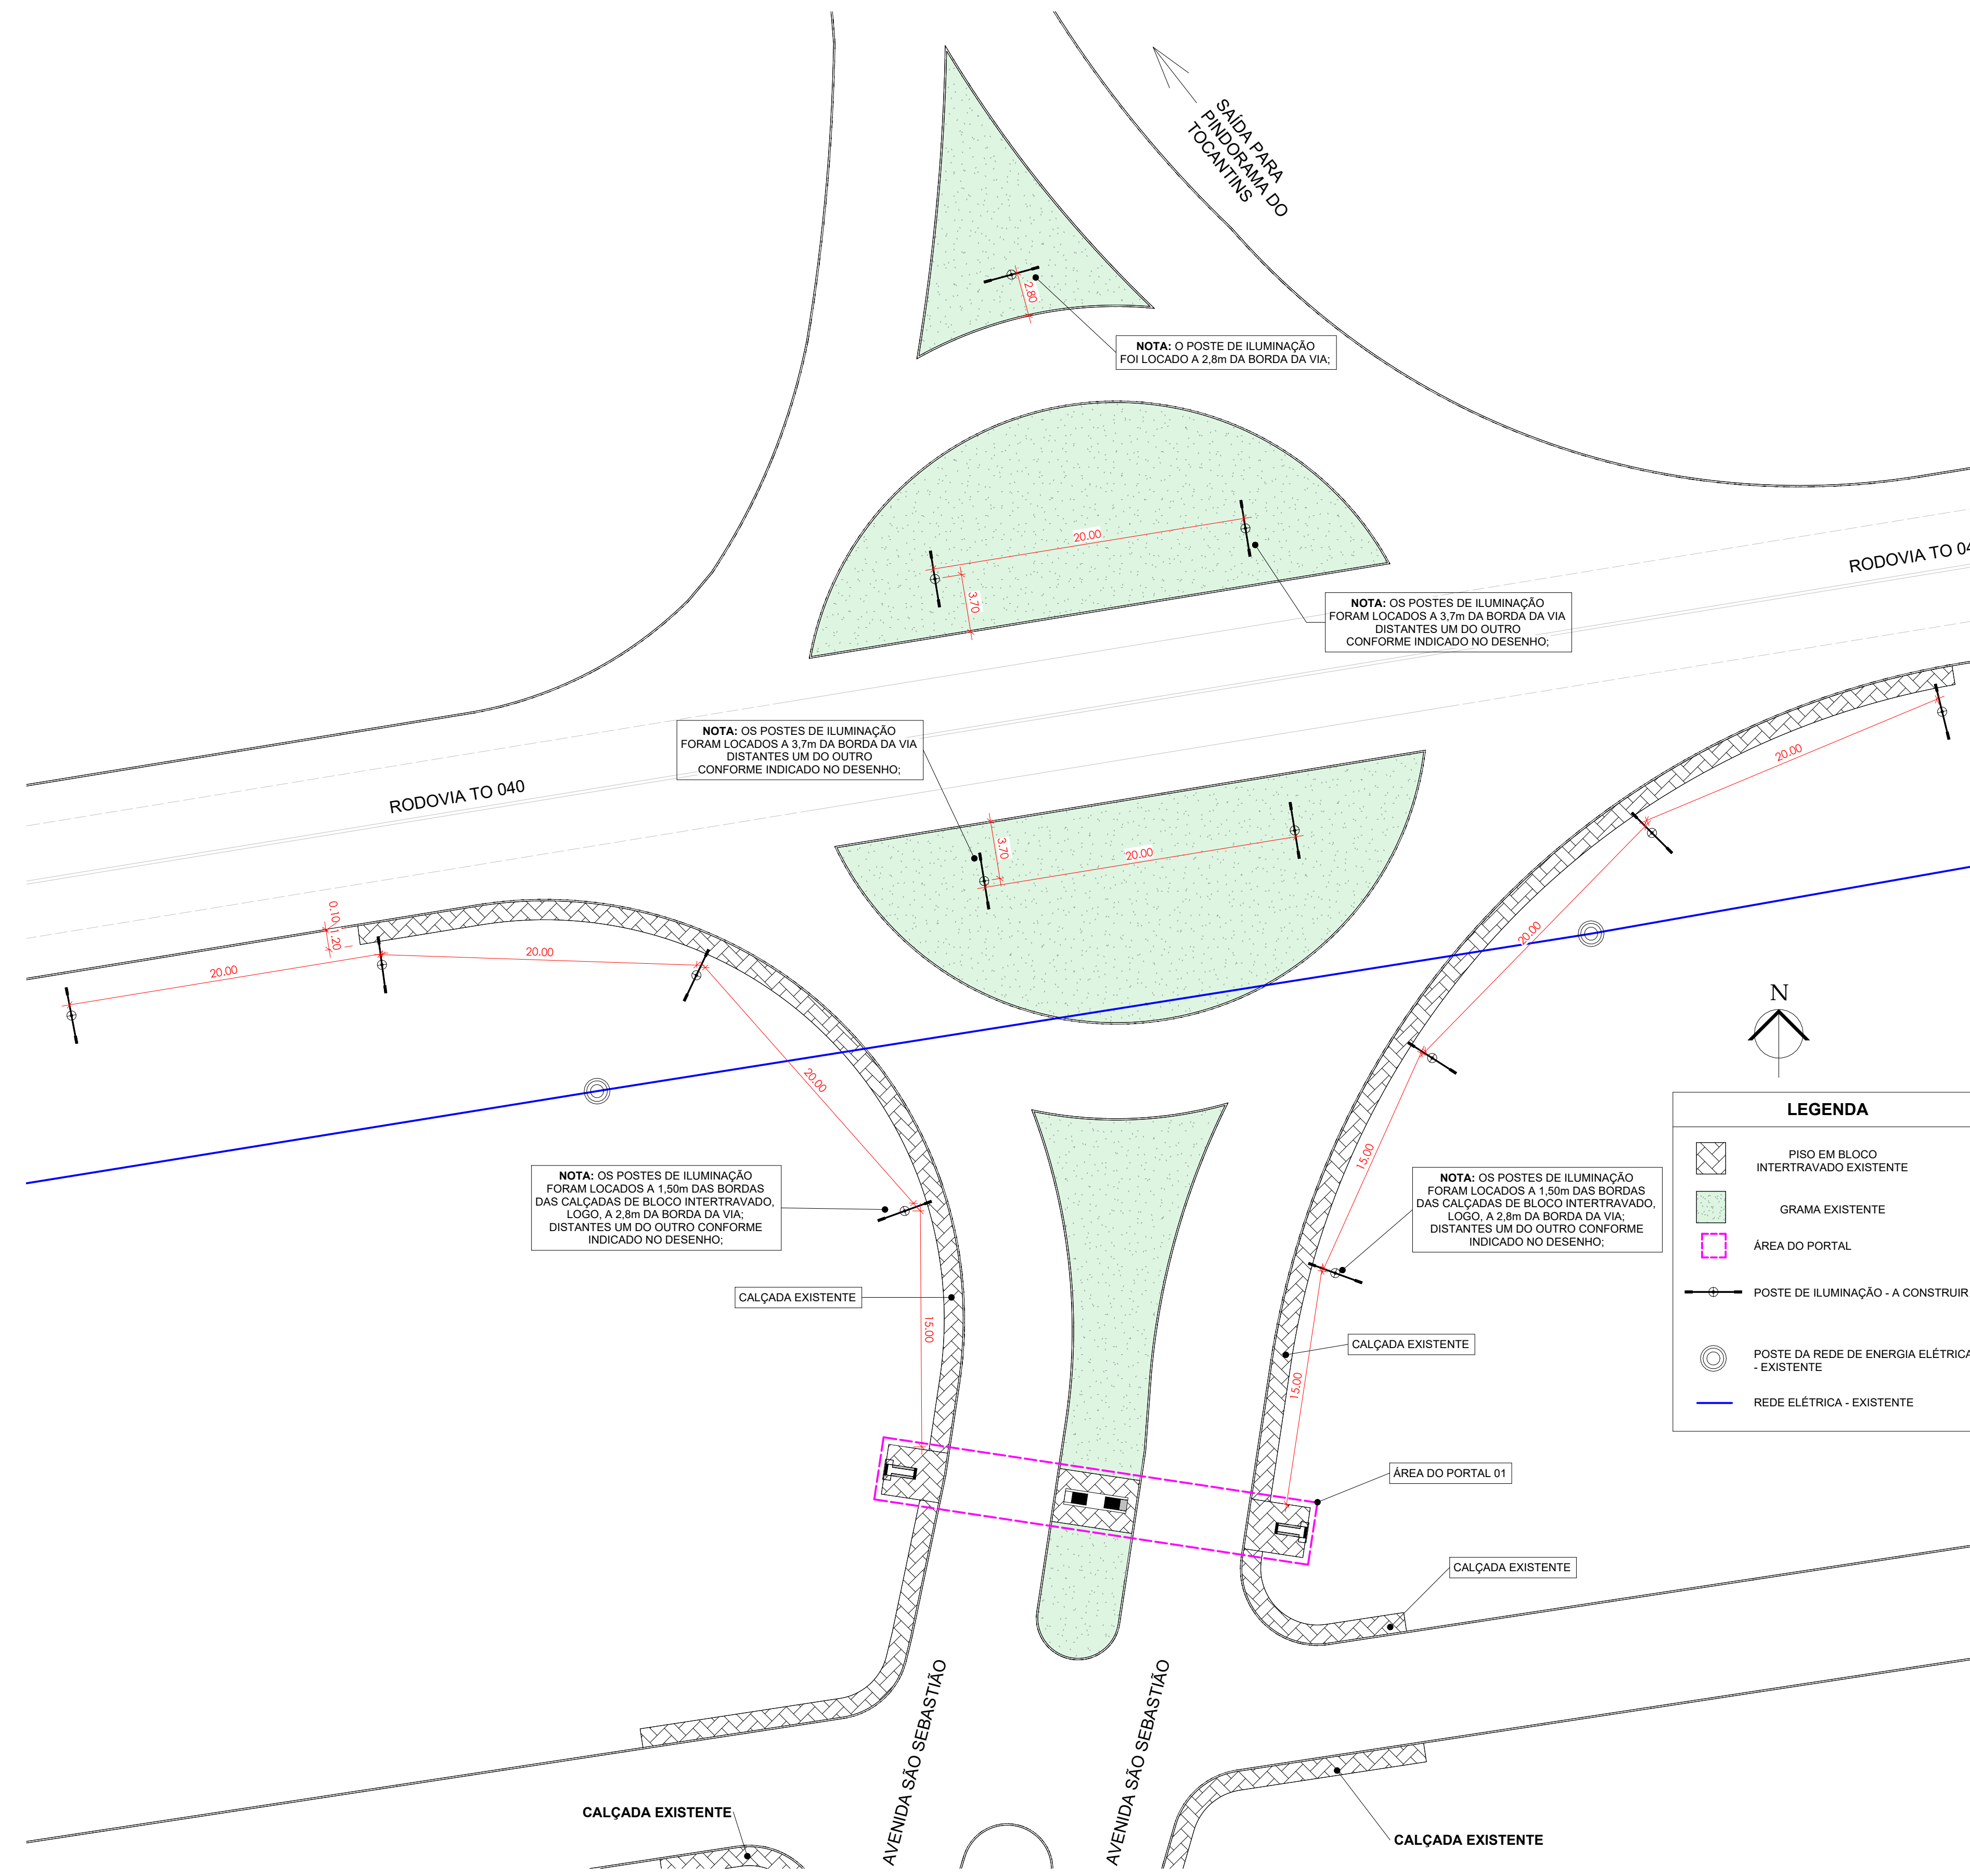 SAÍDA PARA
PINDORAMA DO
TOCANTINS
2.80
NOTA: O POSTE DE ILUMINAÇÃO
FOI LOCADO A 2,8m DA BORDA DA VIA;
20.00
3.70
RODOVIA TO 04
NOTA: OS POSTES DE ILUMINAÇÃO
FORAM LOCADOS A 3,7m DA BORDA DA VIA
DISTANTES UM DO OUTRO
CONFORME INDICADO NO DESENHO;
NOTA: OS POSTES DE ILUMINAÇÃO
FORAM LOCADOS A 3,7m DA BORDA DA VIA
DISTANTES UM DO OUTRO
CONFORME INDICADO NO DESENHO;
RODOVIA TO 040
3.70
20.00
20.00
20.00
0.10
1.20
20.00
20.00
20.00
15.00
15.00
15.00
N
LEGENDA
PISO EM BLOCO
INTERTRAVADO EXISTENTE
GRAMA EXISTENTE
ÁREA DO PORTAL
POSTE DE ILUMINAÇÃO - A CONSTRUIR
POSTE DA REDE DE ENERGIA ELÉTRICA
- EXISTENTE
REDE ELÉTRICA - EXISTENTE
NOTA: OS POSTES DE ILUMINAÇÃO
FORAM LOCADOS A 1,50m DAS BORDAS
DAS CALÇADAS DE BLOCO INTERTRAVADO,
LOGO, A 2,8m DA BORDA DA VIA;
DISTANTES UM DO OUTRO CONFORME
INDICADO NO DESENHO;
NOTA: OS POSTES DE ILUMINAÇÃO
FORAM LOCADOS A 1,50m DAS BORDAS
DAS CALÇADAS DE BLOCO INTERTRAVADO,
LOGO, A 2,8m DA BORDA DA VIA;
DISTANTES UM DO OUTRO CONFORME
INDICADO NO DESENHO;
CALÇADA EXISTENTE
CALÇADA EXISTENTE
ÁREA DO PORTAL 01
CALÇADA EXISTENTE
AVENIDA SÃO SEBASTIÃO
AVENIDA SÃO SEBASTIÃO
CALÇADA EXISTENTE
CALÇADA EXISTENTE